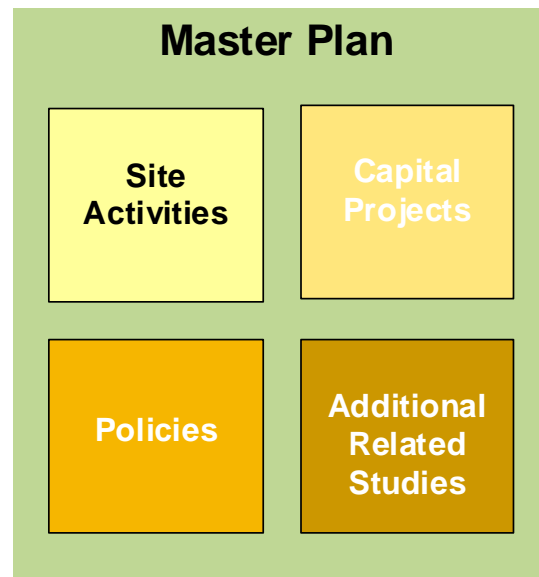 Master Plan
Site
Activities
Capital
Projects
Policies
Additional
Related
Studies